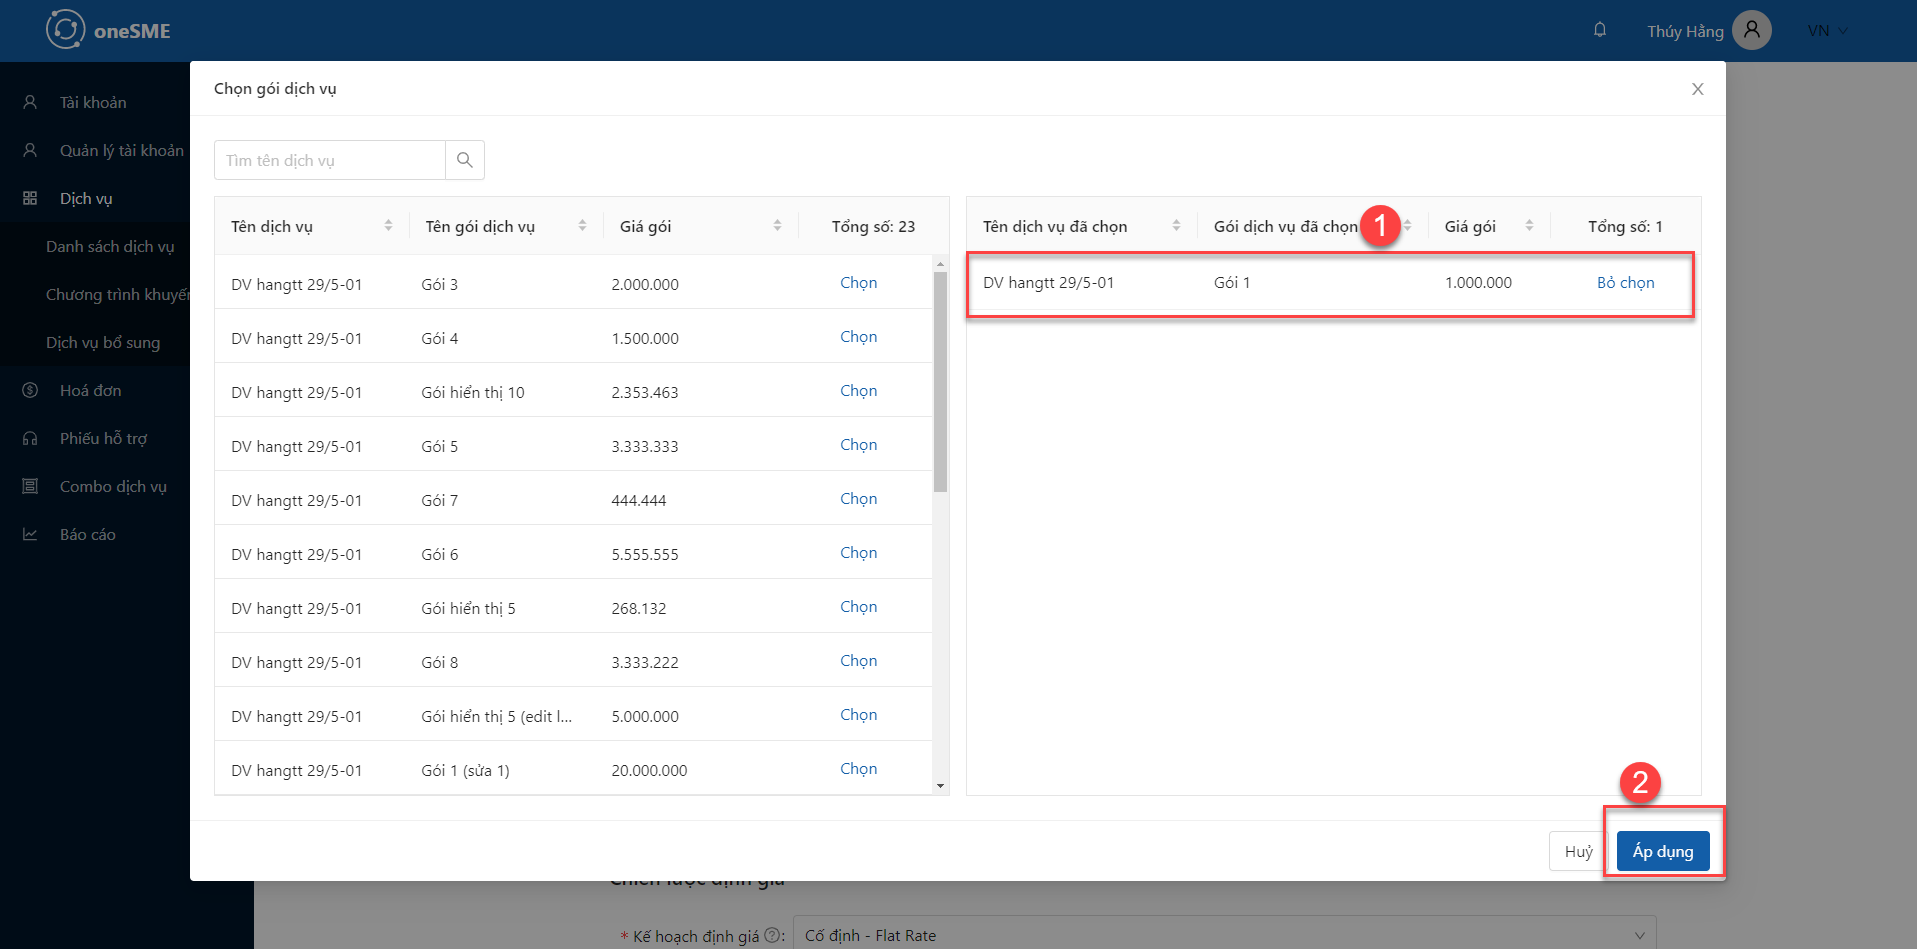 oneSME
Thúy Hằng
VN
Tài khoản
Quản lý tài khoản
Dịch vụ
Danh sách dịch vụ
Chương trình khuyến
Dịch vụ bổ sung
Hoá đơn
Phiếu hỗ trợ
Combo dịch vụ
Báo cáo
Chọn gói dịch vụ
Tìm tên dịch vụ
Tên dịch vụ Tên gói dịch vụ Giá gói Tổng số: 23
DV hangtt 29/5-01 Gói 3 2.000.000 Chọn
DV hangtt 29/5-01 Gói 4 1.500.000 Chọn
DV hangtt 29/5-01 Gói hiển thị 10 2.353.463 Chọn
DV hangtt 29/5-01 Gói 5 3.333.333 Chọn
DV hangtt 29/5-01 Gói 7 444.444 Chọn
DV hangtt 29/5-01 Gói 6 5.555.555 Chọn
DV hangtt 29/5-01 Gói hiển thị 5 268.132 Chọn
DV hangtt 29/5-01 Gói 8 3.333.222 Chọn
DV hangtt 29/5-01 Gói hiển thị 5 (edit l... 5.000.000 Chọn
DV hangtt 29/5-01 Gói 1 (sửa 1) 20.000.000 Chọn
Tên dịch vụ đã chọn Gói dịch vụ đã chọn 1 Giá gói Tổng số: 1
DV hangtt 29/5-01 Gói 1 1.000.000 Bỏ chọn
2
Huỷ Áp dụng
Chiến lược định giá
* Kế hoạch định giá ? : Cố định - Flat Rate